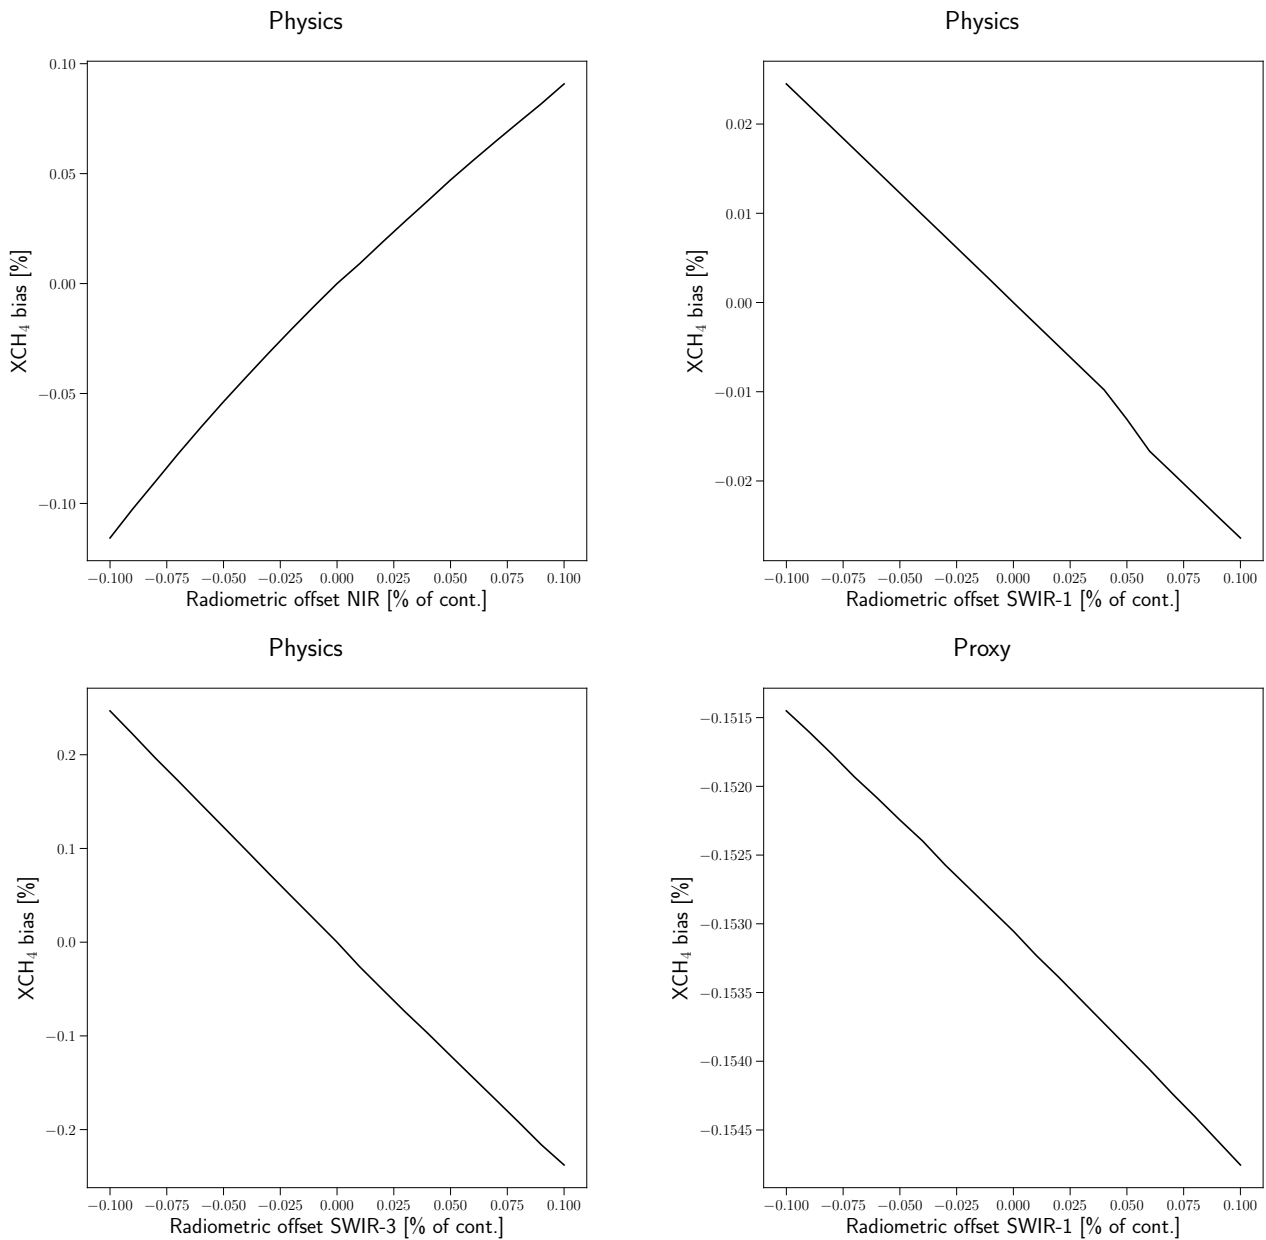 Physics
0.10
0.05
0.00
−0.05
−0.10
XCH₄ bias [%]
−0.100 −0.075 −0.050 −0.025 0.000 0.025 0.050 0.075 0.100
Radiometric offset NIR [% of cont.]
Physics
0.02
0.01
0.00
−0.01
−0.02
XCH₄ bias [%]
−0.100 −0.075 −0.050 −0.025 0.000 0.025 0.050 0.075 0.100
Radiometric offset SWIR-1 [% of cont.]
Physics
0.2
0.1
0.0
−0.1
−0.2
XCH₄ bias [%]
−0.100 −0.075 −0.050 −0.025 0.000 0.025 0.050 0.075 0.100
Radiometric offset SWIR-3 [% of cont.]
Proxy
−0.1515
−0.1520
−0.1525
−0.1530
−0.1535
−0.1540
−0.1545
XCH₄ bias [%]
−0.100 −0.075 −0.050 −0.025 0.000 0.025 0.050 0.075 0.100
Radiometric offset SWIR-1 [% of cont.]